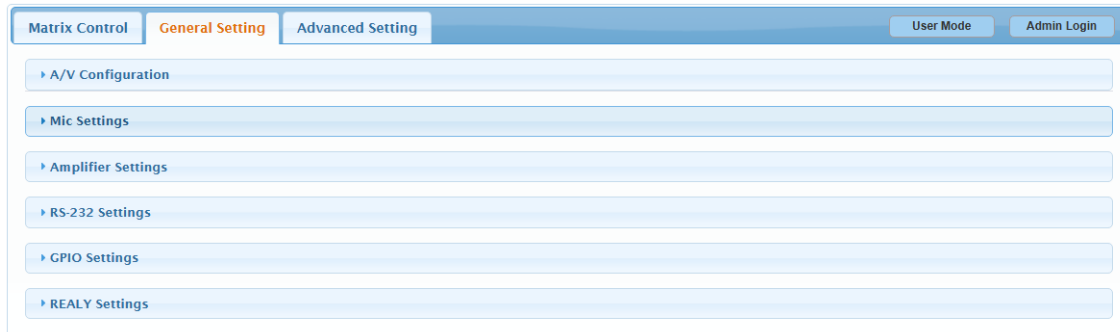 Matrix Control General Setting Advanced Setting User Mode Admin Login
A/V Configuration
Mic Settings
Amplifier Settings
RS-232 Settings
GPIO Settings
REALY Settings